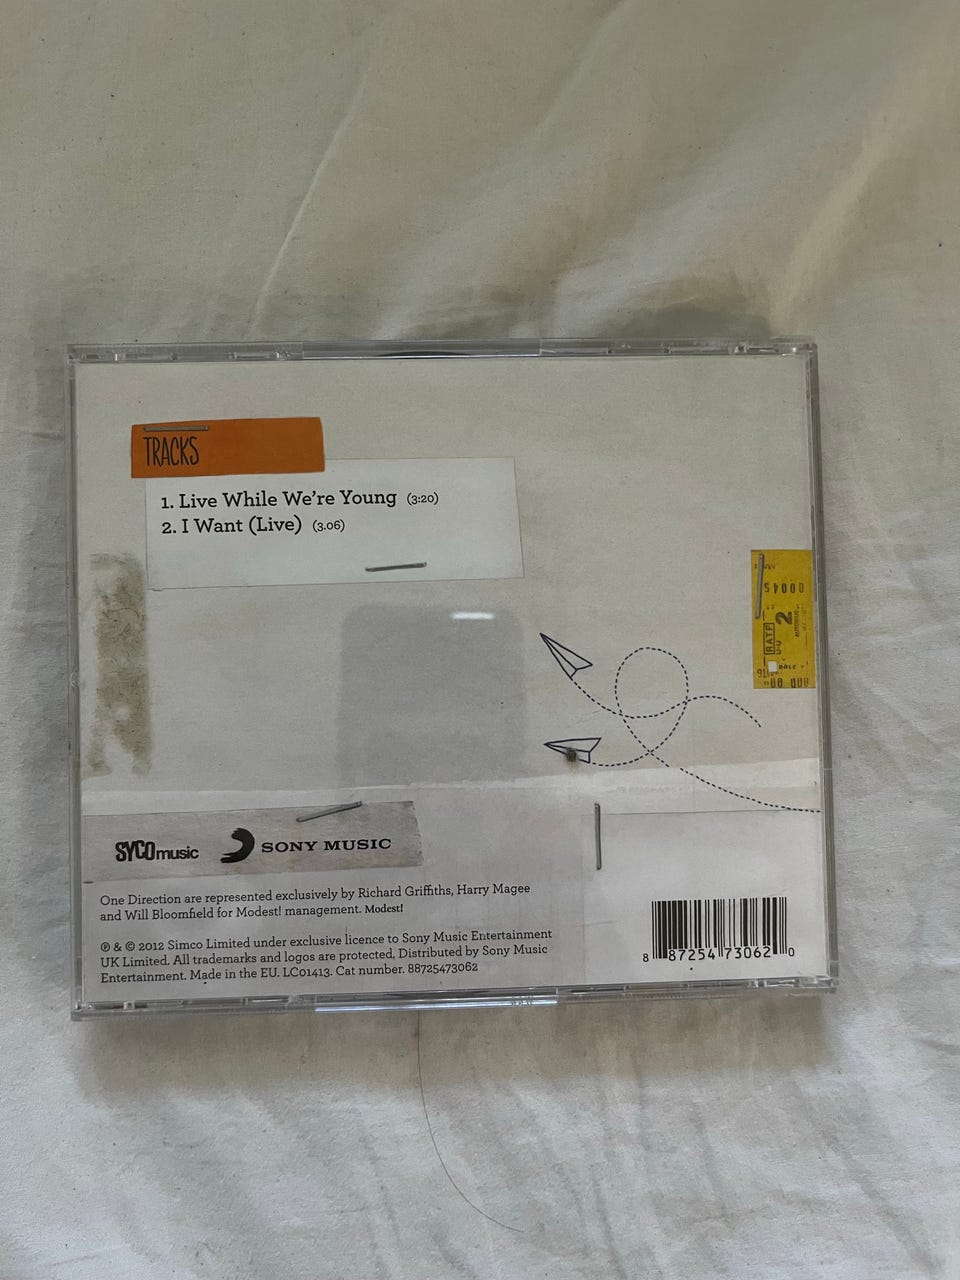 TRACKS
1. Live While We're Young (3:20)
2. I Want (Live) (3.06)
00045
2
RATP
SYCOmusic
SONY MUSIC
One Direction are represented exclusively by Richard Griffiths, Harry Magee
and Will Bloomfield for Modest! management. Modest!
℗ & © 2012 Simco Limited under exclusive licence to Sony Music Entertainment
UK Limited. All trademarks and logos are protected, Distributed by Sony Music
Entertainment. Made in the EU. LC01413. Cat number. 88725473062
8 87254 73062 0